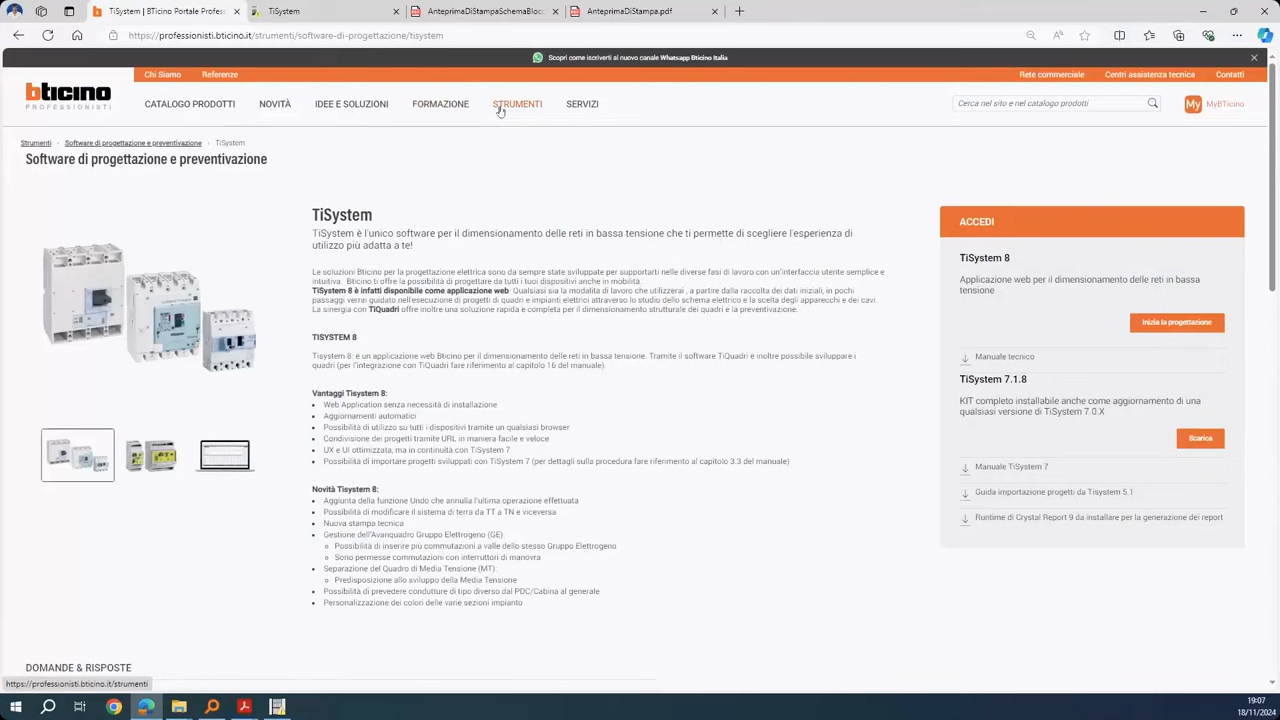 TiSystem | BTicino Professio
TiSystem
StampaSchemaBloc
AnteprimaDiStampa.pdf
https://professionisti.bticino.it/strumenti/software-di-progettazione/tisystem
Scopri come iscriverti al nuovo canale Whatsapp Bticino Italia
Chi Siamo
Referenze
Rete commerciale
Centri assistenza tecnica
Contatti
bticino
PROFESSIONISTI
CATALOGO PRODOTTI
NOVITÀ
IDEE E SOLUZIONI
FORMAZIONE
STRUMENTI
SERVIZI
Cerca nel sito e nel catalogo prodotti
My MyBTicino
Strumenti › Software di progettazione e preventivazione › TiSystem
Software di progettazione e preventivazione
TiSystem
TiSystem è l'unico software per il dimensionamento delle reti in bassa tensione che ti permette di scegliere l'esperienza di
utilizzo più adatta a te!
Le soluzioni Bticino per la progettazione elettrica sono da sempre state sviluppate per supportarti nelle diverse fasi di lavoro con un'interfaccia utente semplice e
intuitiva. Bticino ti offre la possibilità di progettare da tutti i tuoi dispositivi anche in mobilità.
TiSystem 8 è infatti disponibile come applicazione web. Qualsiasi sia la modalità di lavoro che utilizzerai , a partire dalla raccolta dei dati iniziali, in pochi
passaggi verrai guidato nell'esecuzione di progetti di quadri e impianti elettrici attraverso lo studio dello schema elettrico e la scelta degli apparecchi e dei cavi.
La sinergia con TiQuadri offre inoltre una soluzione rapida e completa per il dimensionamento strutturale dei quadri e la preventivazione.
TISYSTEM 8
Tisystem 8: è un applicazione web Bticino per il dimensionamento delle reti in bassa tensione. Tramite il software TiQuadri è inoltre possibile sviluppare i
quadri (per l'integrazione con TiQuadri fare riferimento al capitolo 16 del manuale).
Vantaggi Tisystem 8:
Web Application senza necessità di installazione
Aggiornamenti automatici
Possibilità di utilizzo su tutti i dispositivi tramite un qualsiasi browser
Condivisione dei progetti tramite URL in maniera facile e veloce
UX e UI ottimizzata, ma in continuità con TiSystem 7
Possibilità di importare progetti sviluppati con TiSystem 7 (per dettagli sulla procedura fare riferimento al capitolo 3.3 del manuale)
Novità Tisystem 8:
Aggiunta della funzione Undo che annulla l'ultima operazione effettuata
Possibilità di modificare il sistema di terra da TT a TN e viceversa
Nuova stampa tecnica
Gestione dell'Avanquadro Gruppo Elettrogeno (GE):
Possibilità di inserire più commutazioni a valle dello stesso Gruppo Elettrogeno
Sono permesse commutazioni con interruttori di manovra
Separazione del Quadro di Media Tensione (MT):
Predisposizione allo sviluppo della Media Tensione
Possibilità di prevedere condutture di tipo diverso dal PDC/Cabina al generale
Personalizzazione dei colori delle varie sezioni impianto
ACCEDI
TiSystem 8
Applicazione web per il dimensionamento delle reti in bassa
tensione
Inizia la progettazione
Manuale tecnico
TiSystem 7.1.8
KIT completo installabile anche come aggiornamento di una
qualsiasi versione di TiSystem 7.0.X
Scarica
Manuale TiSystem 7
Guida importazione progetti da Tisystem 5.1
Runtime di Crystal Report 9 da installare per la generazione dei report
DOMANDE & RISPOSTE
https://professionisti.bticino.it/strumenti
19:07
18/11/2024